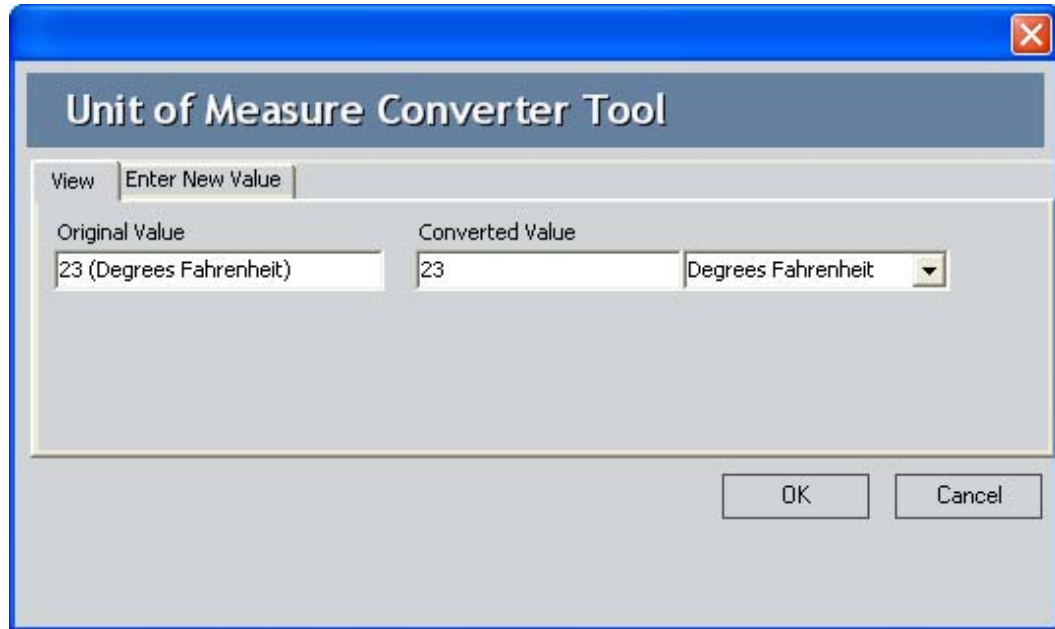 Unit of Measure Converter Tool
View
Enter New Value
Original Value
Converted Value
23 (Degrees Fahrenheit)
23
Degrees Fahrenheit
OK
Cancel